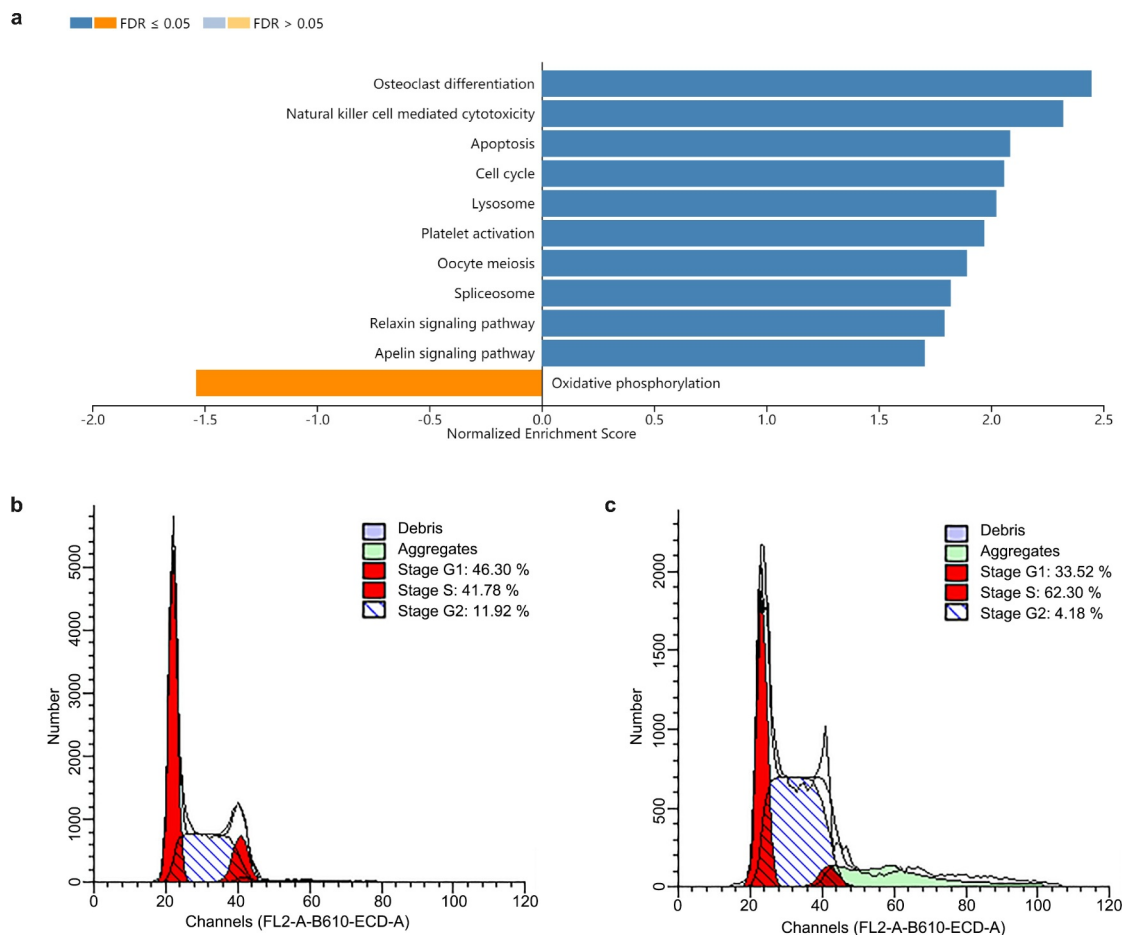 a
FDR ≤ 0.05 FDR > 0.05
Osteoclast differentiation
Natural killer cell mediated cytotoxicity
Apoptosis
Cell cycle
Lysosome
Platelet activation
Oocyte meiosis
Spliceosome
Relaxin signaling pathway
Apelin signaling pathway
Oxidative phosphorylation
-2.0 -1.5 -1.0 -0.5 0.0 0.5 1.0 1.5 2.0 2.5
Normalized Enrichment Score
b
Debris
Aggregates
Stage G1: 46.30 %
Stage S: 41.78 %
Stage G2: 11.92 %
Number
5000
4000
3000
2000
1000
0
0 20 40 60 80 100 120
Channels (FL2-A-B610-ECD-A)
c
Debris
Aggregates
Stage G1: 33.52 %
Stage S: 62.30 %
Stage G2: 4.18 %
Number
2000
1500
1000
500
0
0 20 40 60 80 100 120
Channels (FL2-A-B610-ECD-A)